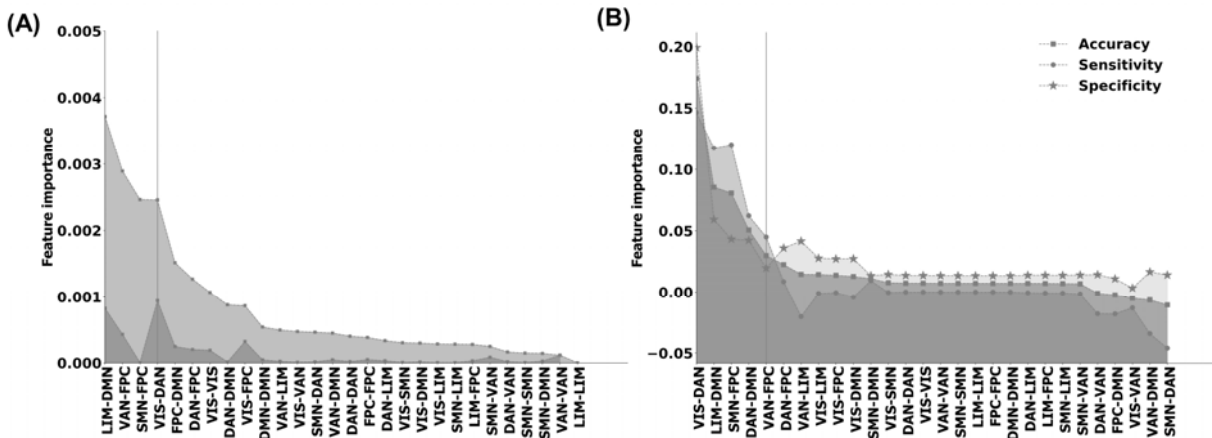 (A)
0.005
0.004
0.003
0.002
0.001
0.000
Feature importance
LIM-DMN
VAN-FPC
SMN-FPC
VIS-DAN
FPC-DMN
DAN-FPC
VIS-VIS
DAN-DMN
VIS-FPC
DMN-DMN
VAN-LIM
VIS-VAN
SMN-DAN
VAN-DMN
DAN-DAN
FPC-FPC
DAN-LIM
VIS-SMN
VIS-DMN
VIS-LIM
SMN-LIM
LIM-FPC
SMN-VAN
DAN-VAN
SMN-SMN
SMN-DMN
VAN-VAN
LIM-LIM
(B)
0.20
0.15
0.10
0.05
0.00
−0.05
Feature importance
Accuracy
Sensitivity
Specificity
VIS-DAN
LIM-DMN
SMN-FPC
DAN-DMN
VAN-FPC
DAN-FPC
VAN-LIM
VIS-LIM
VIS-FPC
VIS-DMN
SMN-DMN
VIS-SMN
DAN-DAN
VIS-VIS
VAN-VAN
SMN-SMN
LIM-LIM
FPC-FPC
DMN-DMN
DAN-LIM
LIM-FPC
SMN-LIM
SMN-VAN
DAN-VAN
FPC-DMN
VIS-VAN
VAN-DMN
SMN-DAN